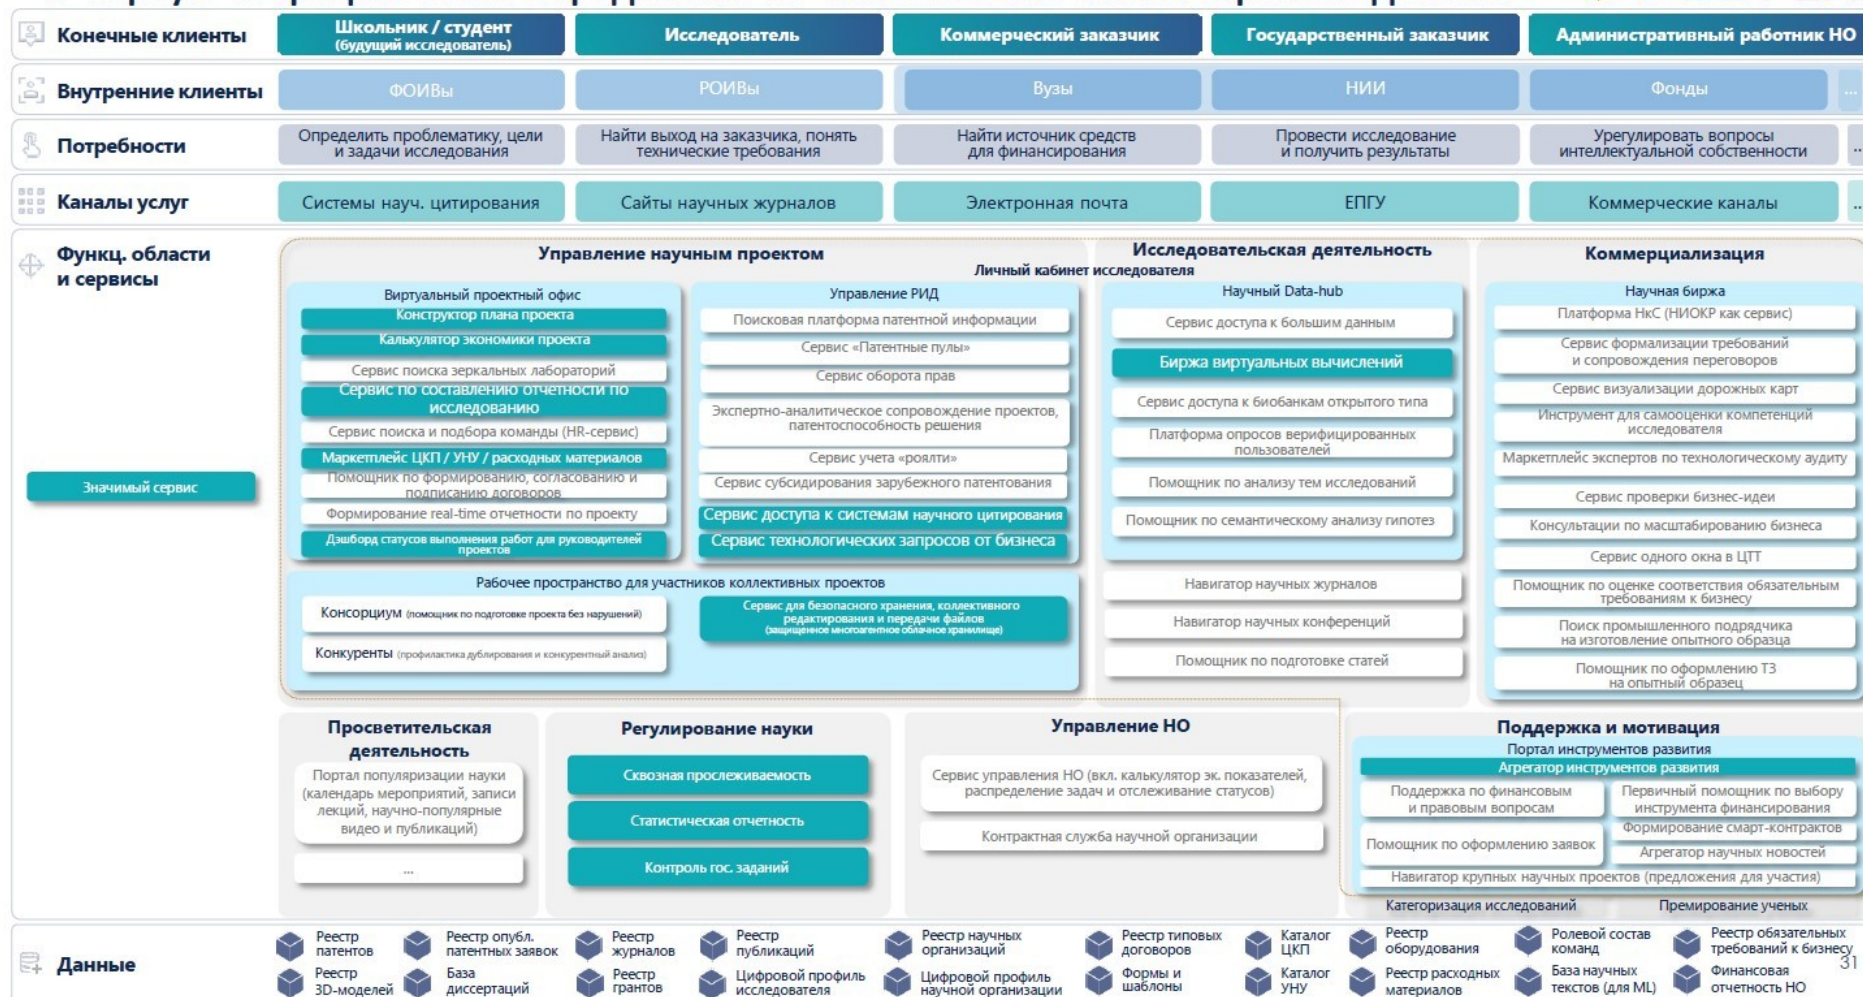 Конечные клиенты
Школьник / студент
(будущий исследователь)
Исследователь
Коммерческий заказчик
Государственный заказчик
Административный работник НО
Внутренние клиенты
ФОИВы
РОИВы
Вузы
НИИ
Фонды
...
Потребности
Определить проблематику, цели
и задачи исследования
Найти выход на заказчика, понять
технические требования
Найти источник средств
для финансирования
Провести исследование
и получить результаты
Урегулировать вопросы
интеллектуальной собственности
..
Каналы услуг
Системы науч. цитирования
Сайты научных журналов
Электронная почта
ЕПГУ
Коммерческие каналы
..
Функц. области
и сервисы
Значимый сервис
Управление научным проектом
Личный кабинет исследователя
Виртуальный проектный офис
Конструктор плана проекта
Калькулятор экономики проекта
Сервис поиска зеркальных лабораторий
Сервис по составлению отчетности по
исследованию
Сервис поиска и подбора команды (HR-сервис)
Маркетплейс ЦКП / УНУ / расходных материалов
Помощник по формированию, согласованию и
подписанию договоров
Формирование real-time отчетности по проекту
Дэшборд статусов выполнения работ для руководителей
проектов
Управление РИД
Поисковая платформа патентной информации
Сервис «Патентные пулы»
Сервис оборота прав
Экспертно-аналитическое сопровождение проектов,
патентоспособность решения
Сервис учета «роялти»
Сервис субсидирования зарубежного патентования
Сервис доступа к системам научного цитирования
Сервис технологических запросов от бизнеса
Рабочее пространство для участников коллективных проектов
Консорциум (помощник по подготовке проекта без нарушений)
Конкуренты (профилактика дублирования и конкурентный анализ)
Сервис для безопасного хранения, коллективного
редактирования и передачи файлов
(защищенное многоагентное облачное хранилище)
Исследовательская деятельность
Научный Data-hub
Сервис доступа к большим данным
Биржа виртуальных вычислений
Сервис доступа к биобанкам открытого типа
Платформа опросов верифицированных
пользователей
Помощник по анализу тем исследований
Помощник по семантическому анализу гипотез
Навигатор научных журналов
Навигатор научных конференций
Помощник по подготовке статей
Коммерциализация
Научная биржа
Платформа НкС (НИОКР как сервис)
Сервис формализации требований
и сопровождения переговоров
Сервис визуализации дорожных карт
Инструмент для самооценки компетенций
исследователя
Маркетплейс экспертов по технологическому аудиту
Сервис проверки бизнес-идеи
Консультации по масштабированию бизнеса
Сервис одного окна в ЦТТ
Помощник по оценке соответствия обязательным
требованиям к бизнесу
Поиск промышленного подрядчика
на изготовление опытного образца
Помощник по оформлению ТЗ
на опытный образец
Просветительская
деятельность
Портал популяризации науки
(календарь мероприятий, записи
лекций, научно-популярные
видео и публикаций)
...
Регулирование науки
Сквозная прослеживаемость
Статистическая отчетность
Контроль гос. заданий
Управление НО
Сервис управления НО (вкл. калькулятор эк. показателей,
распределение задач и отслеживание статусов)
Контрактная служба научной организации
Поддержка и мотивация
Портал инструментов развития
Агрегатор инструментов развития
Поддержка по финансовым
и правовым вопросам
Первичный помощник по выбору
инструмента финансирования
Помощник по оформлению заявок
Формирование смарт-контрактов
Агрегатор научных новостей
Навигатор крупных научных проектов (предложения для участия)
Категоризация исследований
Премирование ученых
Данные
Реестр
патентов
Реестр опубл.
патентных заявок
Реестр
журналов
Реестр
публикаций
Реестр научных
организаций
Реестр типовых
договоров
Каталог
ЦКП
Реестр
оборудования
Ролевой состав
команд
Реестр обязательных
требований к бизнесу
Реестр
3D-моделей
База
диссертаций
Реестр
грантов
Цифровой профиль
исследователя
Цифровой профиль
научной организации
Формы и
шаблоны
Каталог
УНУ
Реестр расходных
материалов
База научных
текстов (для ML)
Финансовая
отчетность НО
31